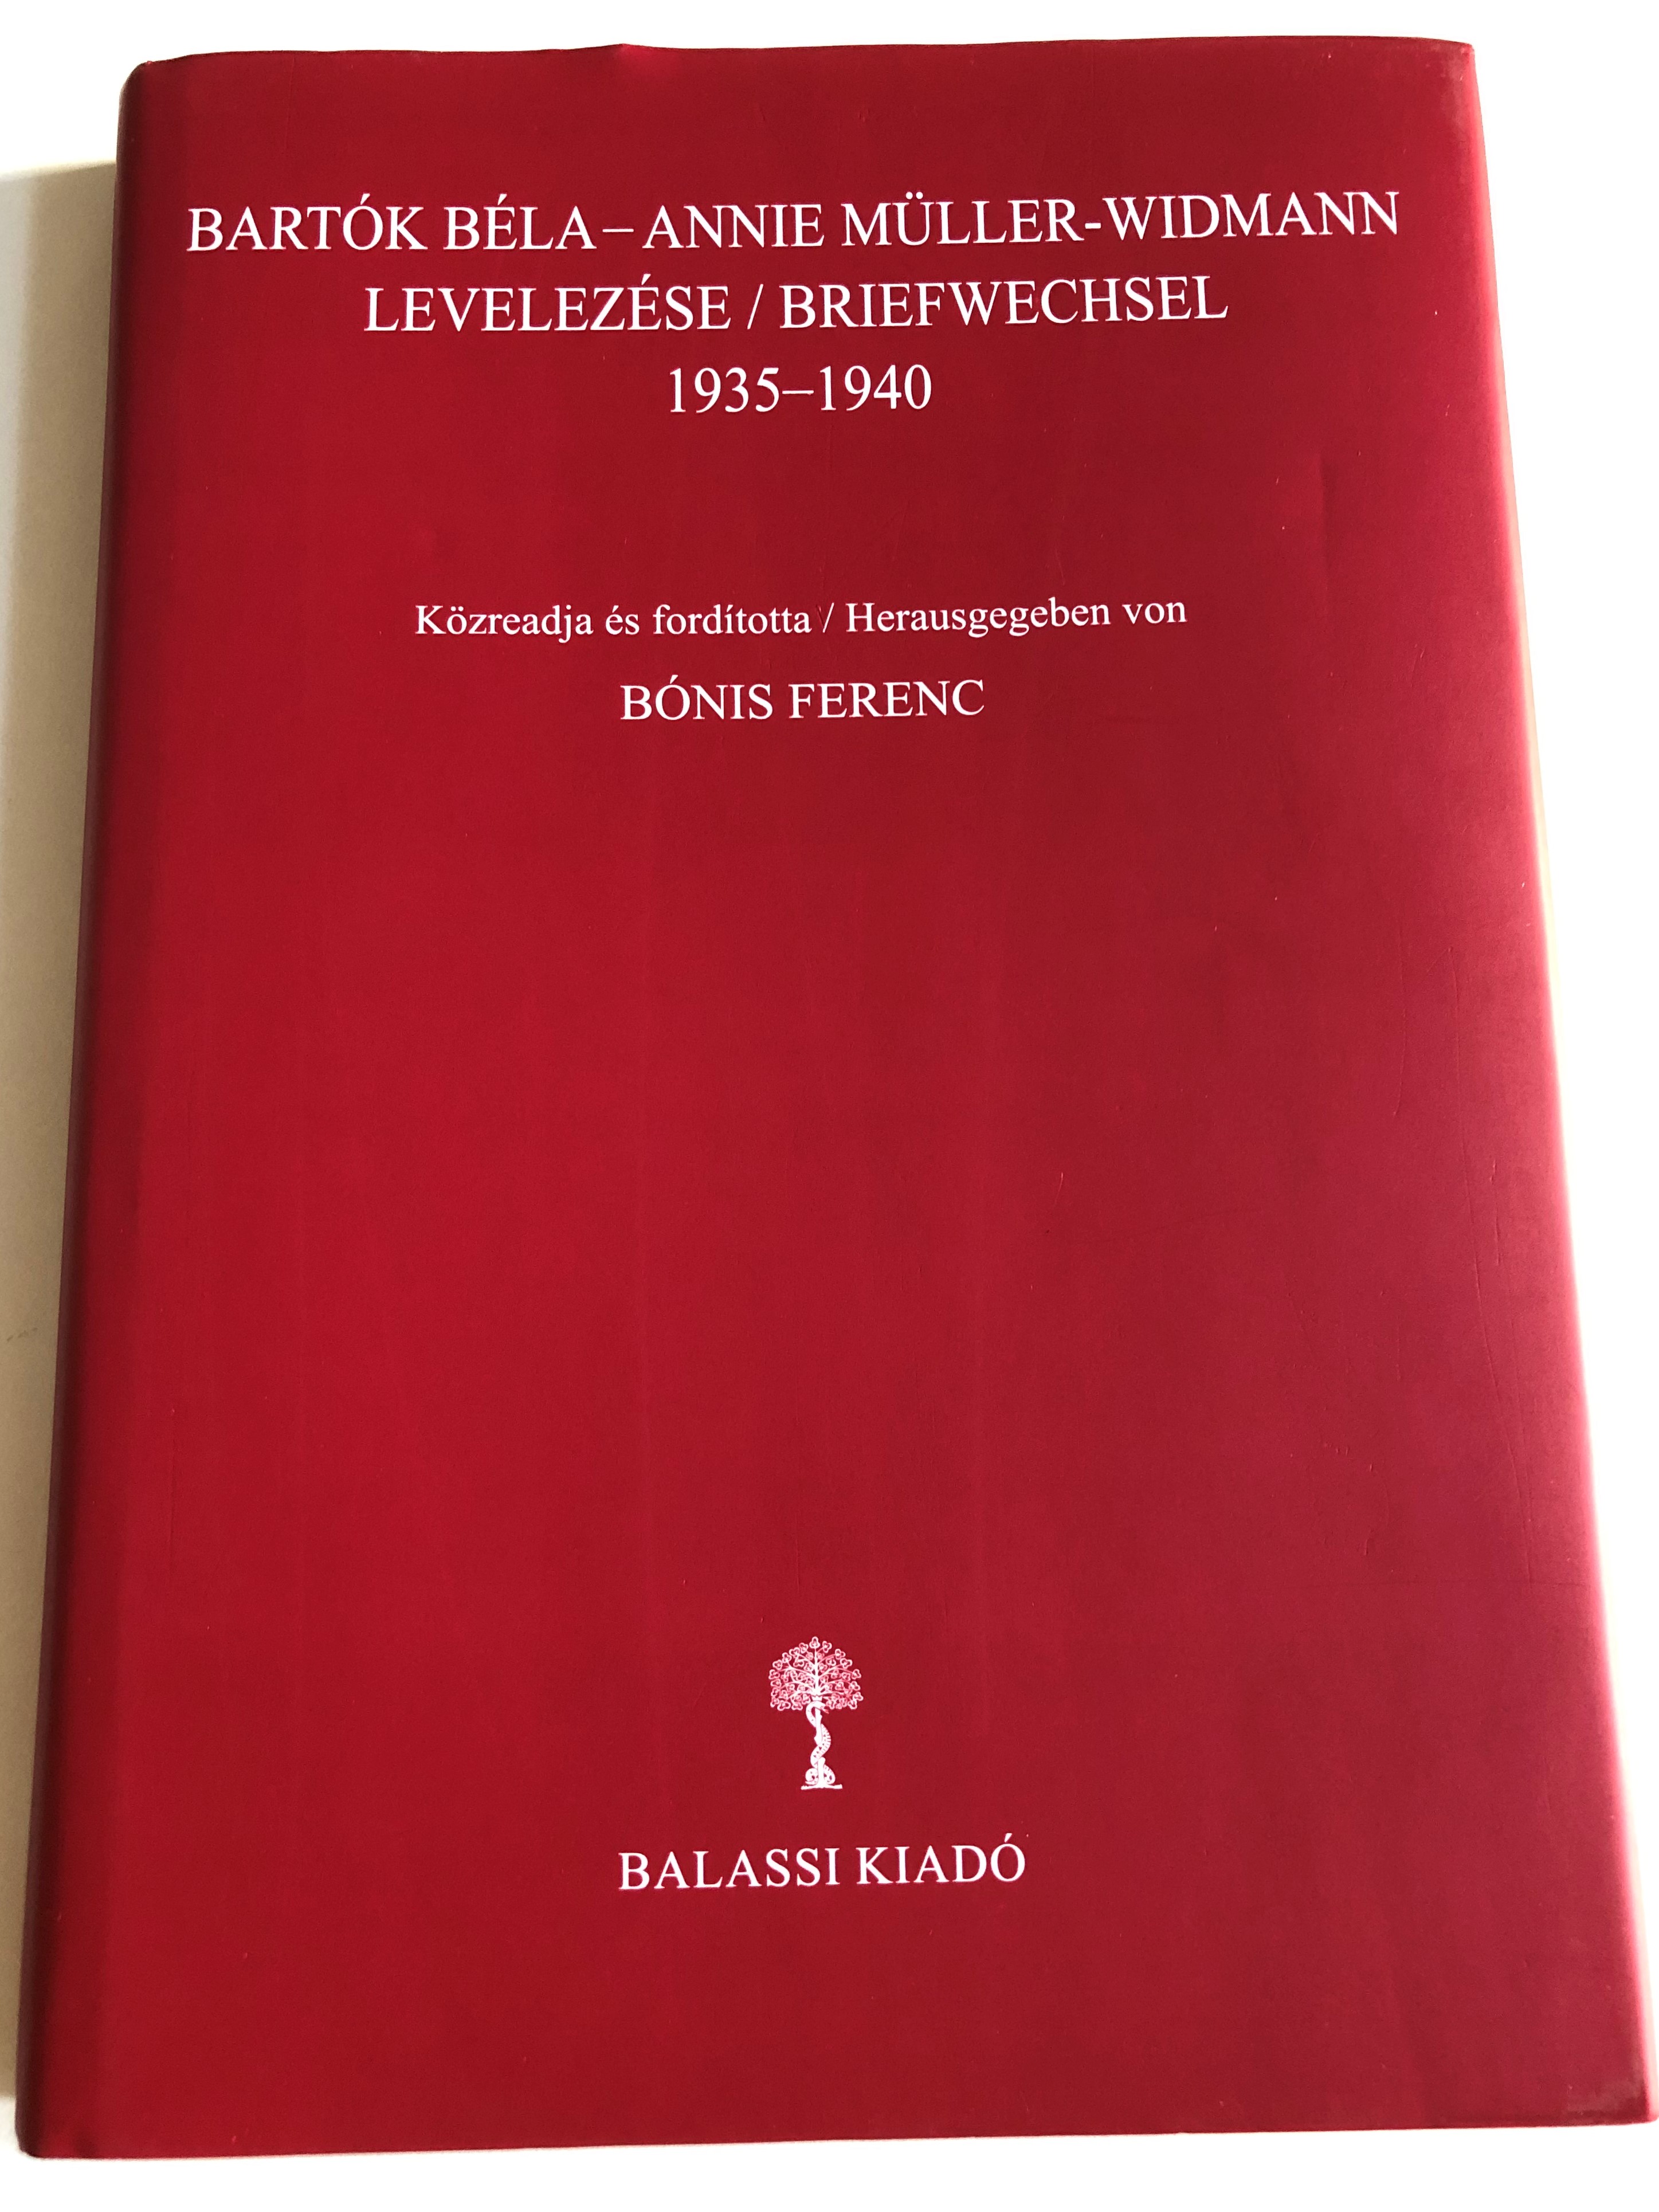 BARTÓK BÉLA – ANNIE MÜLLER-WIDMANN
LEVELEZÉSE / BRIEFWECHSEL
1935–1940
Közreadja és fordította / Herausgegeben von
BÓNIS FERENC
BALASSI KIADÓ